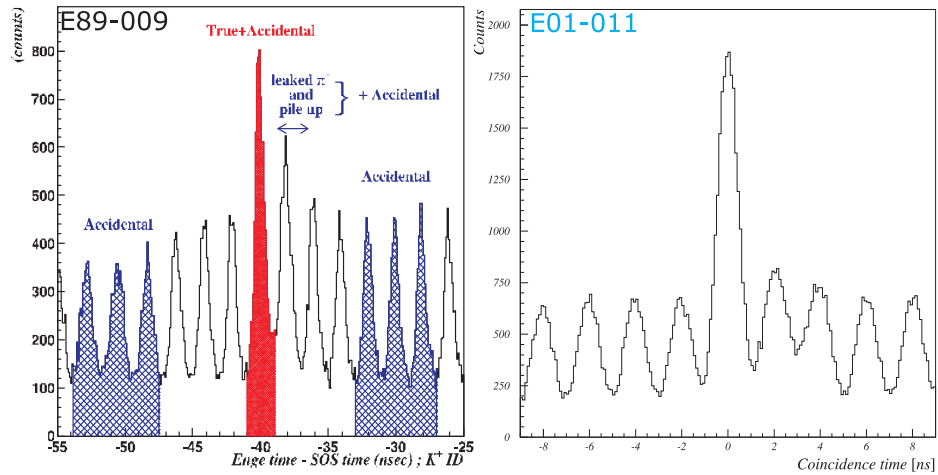 E89-009
(counts)
True+Accidental
leaked π⁻
and
pile up
} + Accidental
Accidental
Accidental
800
700
600
500
400
300
200
100
0
-55
-50
-45
-40
-35
-30
-25
Enge time - SOS time (nsec) ; K⁺ ID
E01-011
Counts
2000
1750
1500
1250
1000
750
500
250
0
-8
-6
-4
-2
0
2
4
6
8
Coincidence time [ns]